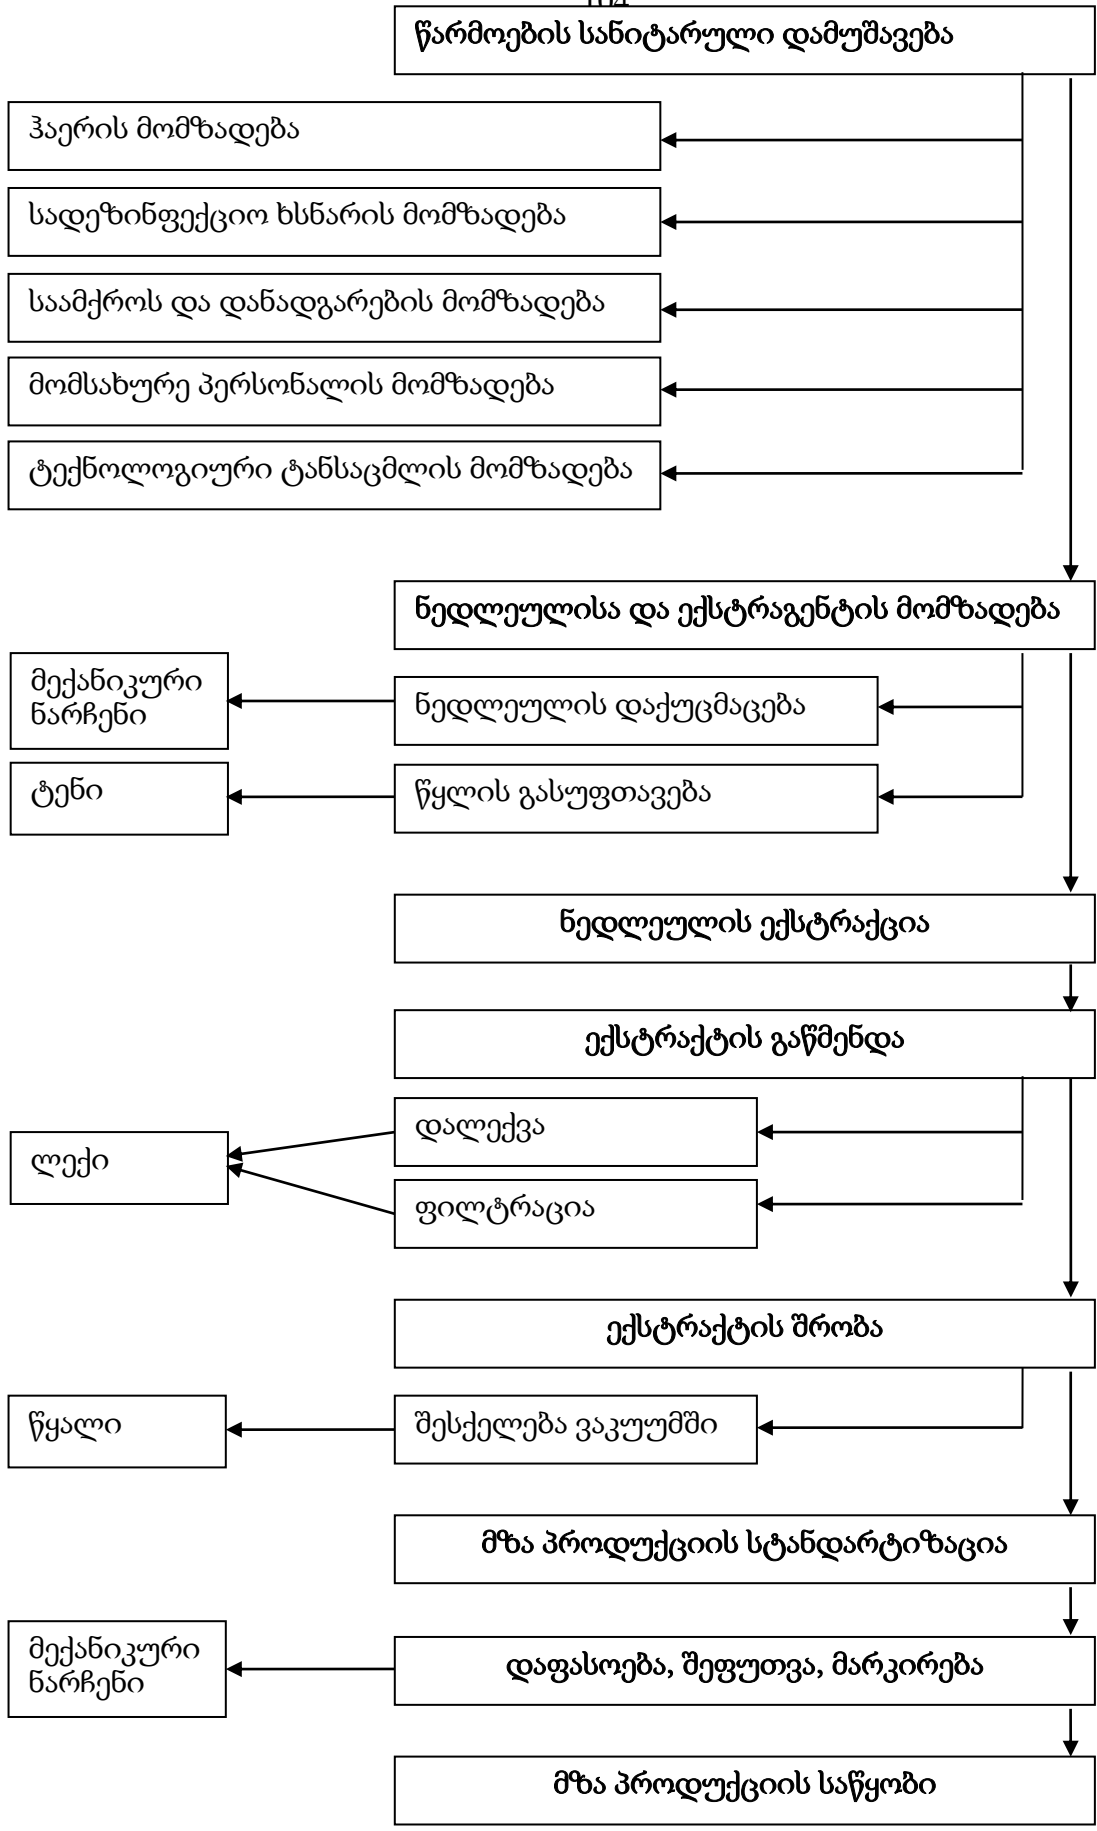 წარმოების სანიტარული დამუშავება
ჰაერის მომზადება
სადეზინფექციო ხსნარის მომზადება
საამქროს და დანადგარების მომზადება
მომსახურე პერსონალის მომზადება
ტექნოლოგიური ტანსაცმლის მომზადება
ნედლეულისა და ექსტრაგენტის მომზადება
მექანიკური
ნარჩენი
ნედლეულის დაქუცმაცება
ტენი
წყლის გასუფთავება
ნედლეულის ექსტრაქცია
ექსტრაქტის გაწმენდა
დალექვა
ლექი
ფილტრაცია
ექსტრაქტის შრობა
წყალი
შესქელება ვაკუუმში
მზა პროდუქციის სტანდარტიზაცია
მექანიკური
ნარჩენი
დაფასოება, შეფუთვა, მარკირება
მზა პროდუქციის საწყობი